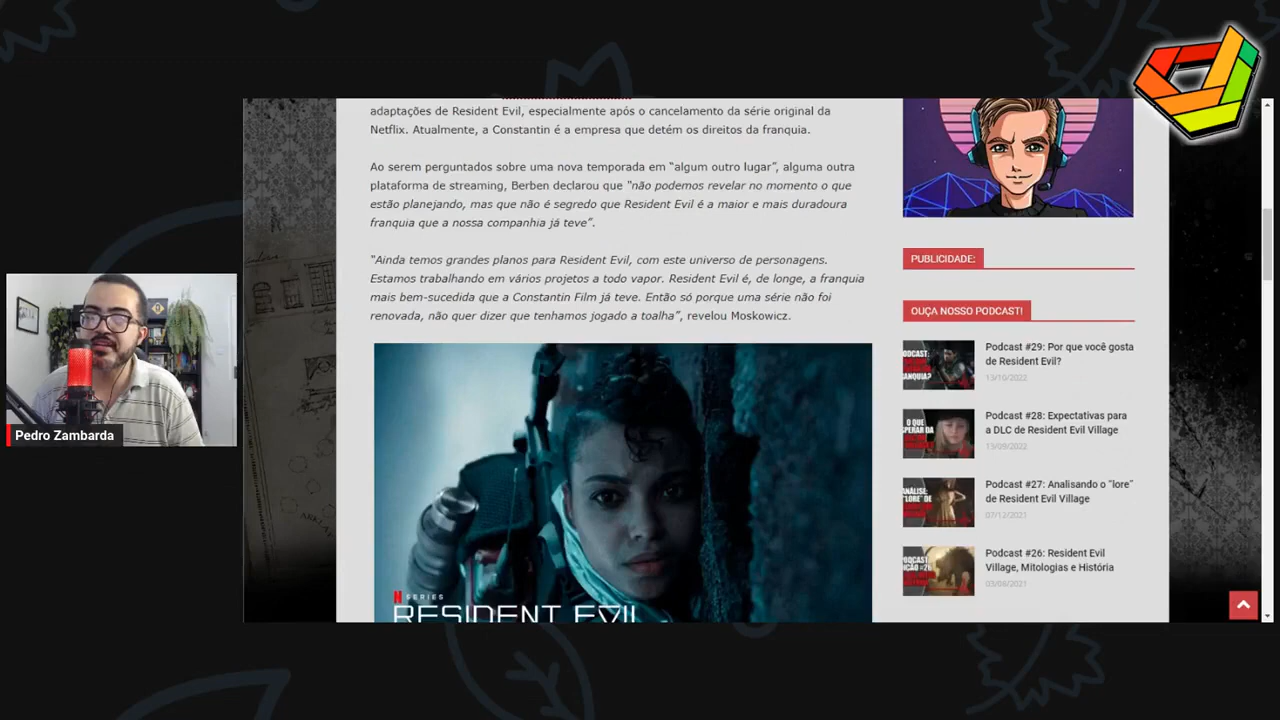 adaptações de Resident Evil, especialmente após o cancelamento da série original da
Netflix. Atualmente, a Constantin é a empresa que detém os direitos da franquia.
Ao serem perguntados sobre uma nova temporada em “algum outro lugar”, alguma outra
plataforma de streaming, Berben declarou que “não podemos revelar no momento o que
estão planejando, mas que não é segredo que Resident Evil é a maior e mais duradoura
franquia que a nossa companhia já teve”.
“Ainda temos grandes planos para Resident Evil, com este universo de personagens.
Estamos trabalhando em vários projetos a todo vapor. Resident Evil é, de longe, a franquia
mais bem-sucedida que a Constantin Film já teve. Então só porque uma série não foi
renovada, não quer dizer que tenhamos jogado a toalha”, revelou Moskowicz.
N SERIES
RESIDENT EVIL
PUBLICIDADE:
OUÇA NOSSO PODCAST!
Podcast #29: Por que você gosta
de Resident Evil?
13/10/2022
Podcast #28: Expectativas para
a DLC de Resident Evil Village
13/09/2022
Podcast #27: Analisando o “lore”
de Resident Evil Village
07/12/2021
Podcast #26: Resident Evil
Village, Mitologias e História
03/06/2021
Pedro Zambarda